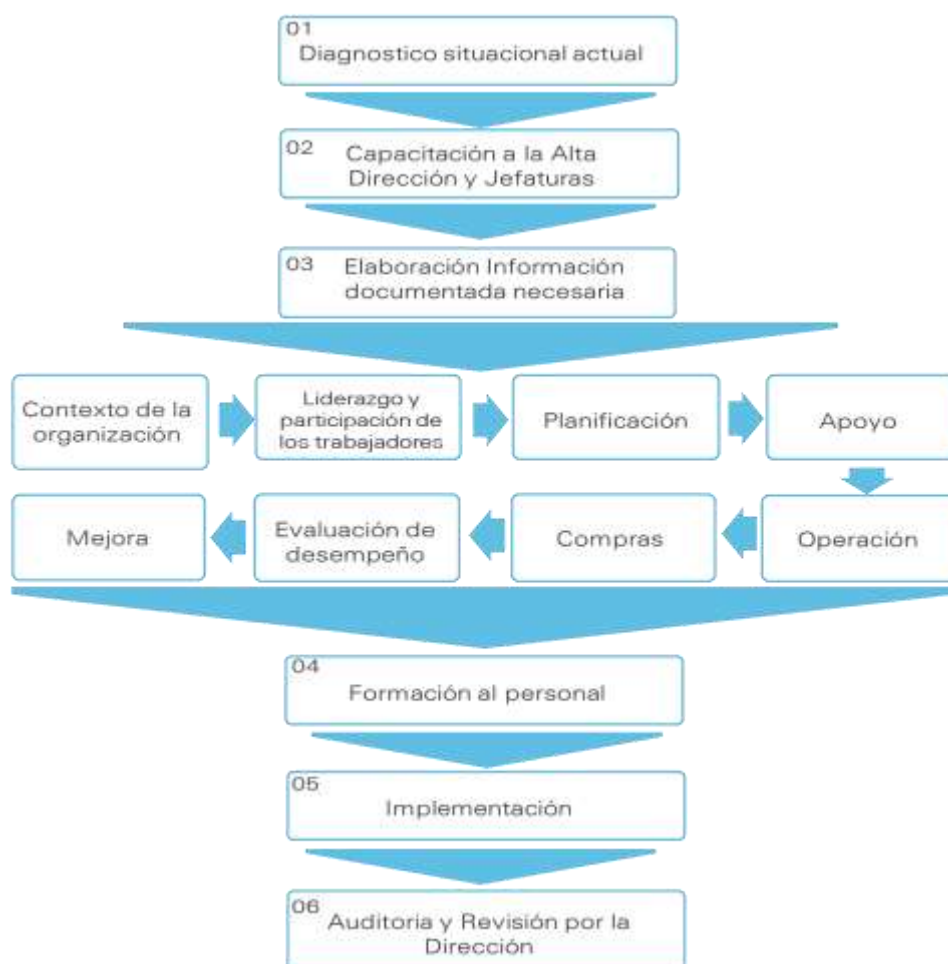 01
Diagnostico situacional actual
02
Capacitación a la Alta
Dirección y Jefaturas
03
Elaboración Información
documentada necesaria
Contexto de la
organización
Liderazgo y
participación de
los trabajadores
Planificación
Apoyo
Mejora
Evaluación de
desempeño
Compras
Operación
04
Formación al personal
05
Implementación
06
Auditoria y Revisión por la
Dirección